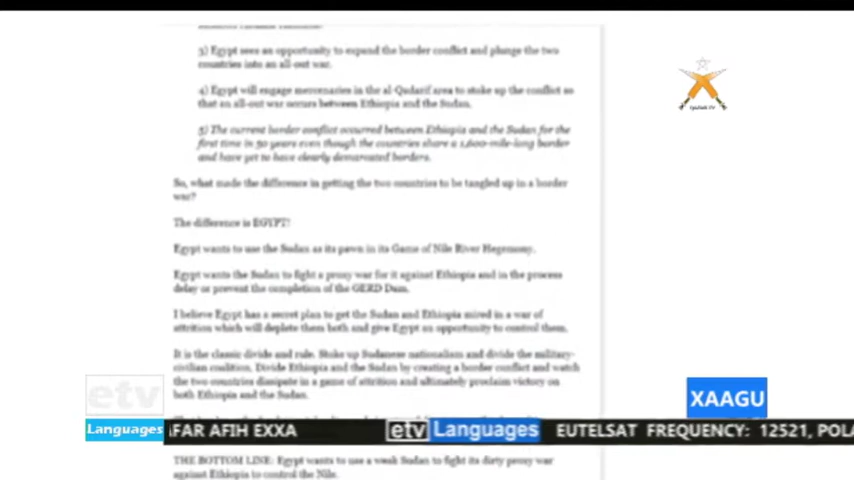 3) Egypt sees an opportunity to expand the border conflict and plunge the two
countries into an all-out war.
4) Egypt will engage mercenaries in the al-Qadarif area to stoke up the conflict so
that an all-out war occurs between Ethiopia and the Sudan.
5) The current border conflict occurred between Ethiopia and the Sudan for the
first time in 50 years even though the countries share a 1,600-mile-long border
and have yet to have clearly demarcated borders.
So, what made the difference in getting the two countries to be tangled up in a border
war?
The difference is EGYPT!
Egypt wants to use the Sudan as its pawn in its Game of Nile River Hegemony.
Egypt wants the Sudan to fight a proxy war for it against Ethiopia and in the process
delay or prevent the completion of the GERD Dam.
I believe Egypt has a secret plan to get the Sudan and Ethiopia mired in a war of
attrition which will deplete them both and give Egypt an opportunity to control them.
It is the classic divide and rule. Stoke up Sudanese nationalism and divide the military-
civilian coalition. Divide Ethiopia and the Sudan by creating a border conflict and watch
the two countries dissipate in a game of attrition and ultimately proclaim victory on
both Ethiopia and the Sudan.
THE BOTTOM LINE: Egypt wants to use a weak Sudan to fight its dirty proxy war
against Ethiopia to control the Nile.
QAFAR TV
etv
Languages
XAAGU
AFAR AFIH EXXA
etv Languages
EUTELSAT FREQUENCY: 12521, POLA